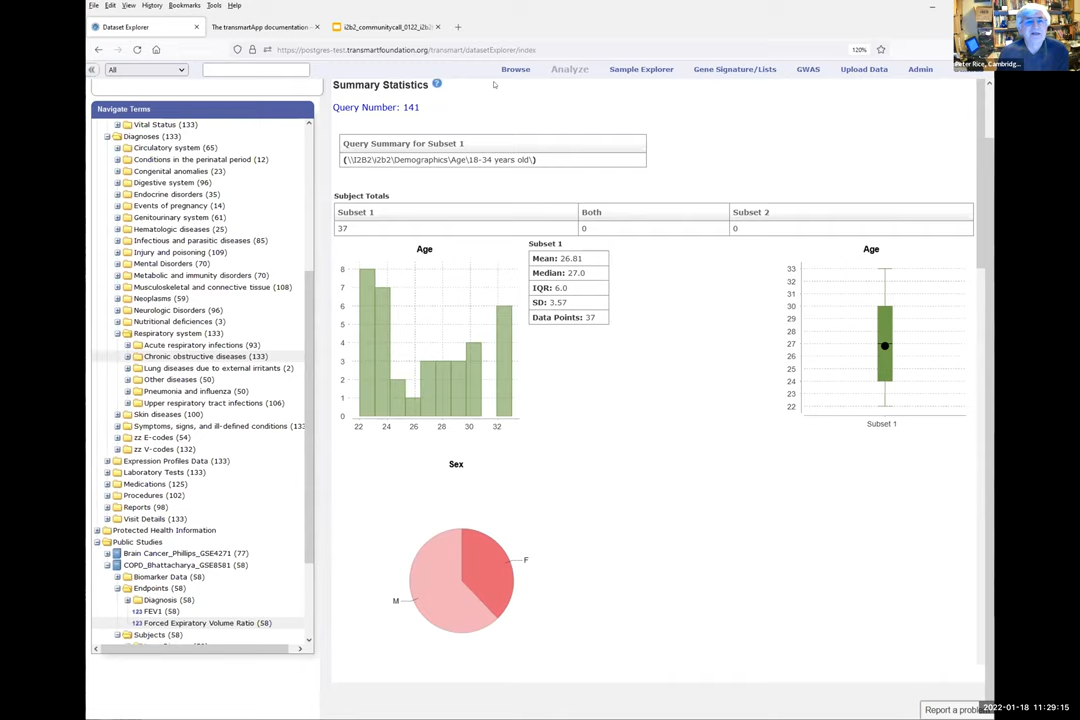 File Edit View History Bookmarks Tools Help
Dataset Explorer
The transmartApp documentation
i2b2_communitycall_0122_i2b2
https://postgres-test.transmartfoundation.org/transmart/datasetExplorer/index
120%
All
Browse Analyze Sample Explorer Gene Signature/Lists GWAS Upload Data Admin
Peter Rice, Cambridg...
Navigate Terms
Vital Status (133)
Diagnoses (133)
Circulatory system (65)
Conditions in the perinatal period (12)
Congenital anomalies (23)
Digestive system (96)
Endocrine disorders (35)
Events of pregnancy (14)
Genitourinary system (61)
Hematologic diseases (25)
Infectious and parasitic diseases (85)
Injury and poisoning (109)
Mental Disorders (70)
Metabolic and immunity disorders (70)
Musculoskeletal and connective tissue (108)
Neoplasms (59)
Neurologic Disorders (96)
Nutritional deficiencies (3)
Respiratory system (133)
Acute respiratory infections (93)
Chronic obstructive diseases (133)
Lung diseases due to external irritants (2)
Other diseases (50)
Pneumonia and influenza (50)
Upper respiratory tract infections (106)
Skin diseases (100)
Symptoms, signs, and ill-defined conditions (133
zz E-codes (54)
zz V-codes (132)
Expression Profiles Data (133)
Laboratory Tests (133)
Medications (125)
Procedures (102)
Reports (98)
Visit Details (133)
Protected Health Information
Public Studies
Brain Cancer_Phillips_GSE4271 (77)
COPD_Bhattacharya_GSE8581 (58)
Biomarker Data (58)
Endpoints (58)
Diagnosis (58)
123 FEV1 (58)
123 Forced Expiratory Volume Ratio (58)
Subjects (58)
Summary Statistics ?
Query Number: 141
Query Summary for Subset 1
(\\I2B2\i2b2\Demographics\Age\18-34 years old\)
Subject Totals
Subset 1 Both Subset 2
37 0 0
Age
8
7
6
5
4
3
2
1
0
22 24 26 28 30 32
Subset 1
Mean: 26.81
Median: 27.0
IQR: 6.0
SD: 3.57
Data Points: 37
Age
33
32
31
30
29
28
27
26
25
24
23
22
Subset 1
Sex
F
M
Report a problem
2022-01-18 11:29:15